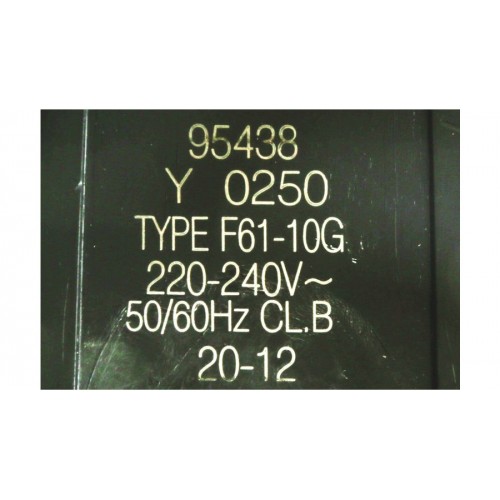 95438
Y 0250
TYPE F61-10G
220-240V~
50/60Hz CL.B
20-12